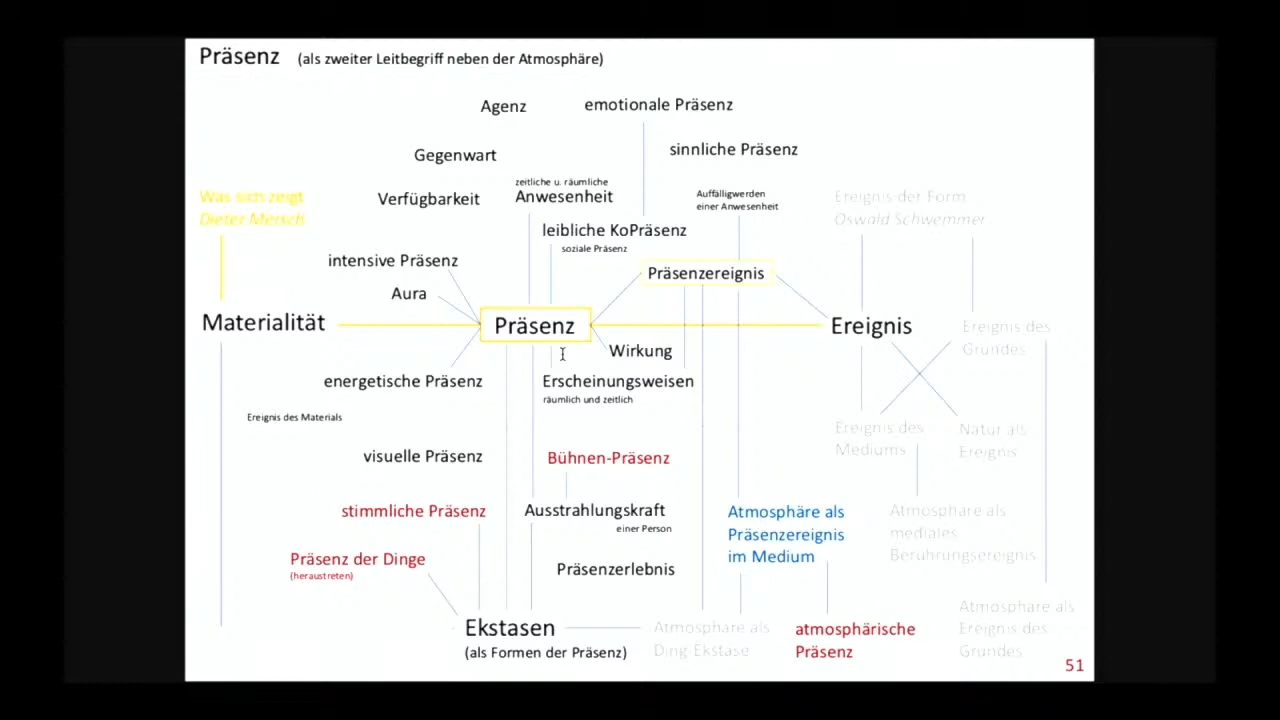 Präsenz (als zweiter Leitbegriff neben der Atmosphäre)
Agenz
emotionale Präsenz
Gegenwart
sinnliche Präsenz
Verfügbarkeit
zeitliche u. räumliche
Anwesenheit
Auffälligwerden
einer Anwesenheit
Was sich zeigt
Dieter Mersch
Ereignis der Form
Oswald Schwemmer
leibliche KoPräsenz
soziale Präsenz
intensive Präsenz
Aura
Präsenzereignis
Materialität
Präsenz
Ereignis
Ereignis des
Grundes
Wirkung
energetische Präsenz
Erscheinungsweisen
räumlich und zeitlich
Ereignis des Materials
Ereignis des
Mediums
Natur als
Ereignis
visuelle Präsenz
Bühnen-Präsenz
stimmliche Präsenz
Ausstrahlungskraft
einer Person
Atmosphäre als
Präsenzereignis
im Medium
Atmosphäre als
mediales
Berührungsereignis
Präsenz der Dinge
(heraustreten)
Präsenzerlebnis
Ekstasen
(als Formen der Präsenz)
Atmosphäre als
Ding Ekstase
atmosphärische
Präsenz
Atmosphäre als
Ereignis des
Grundes
51